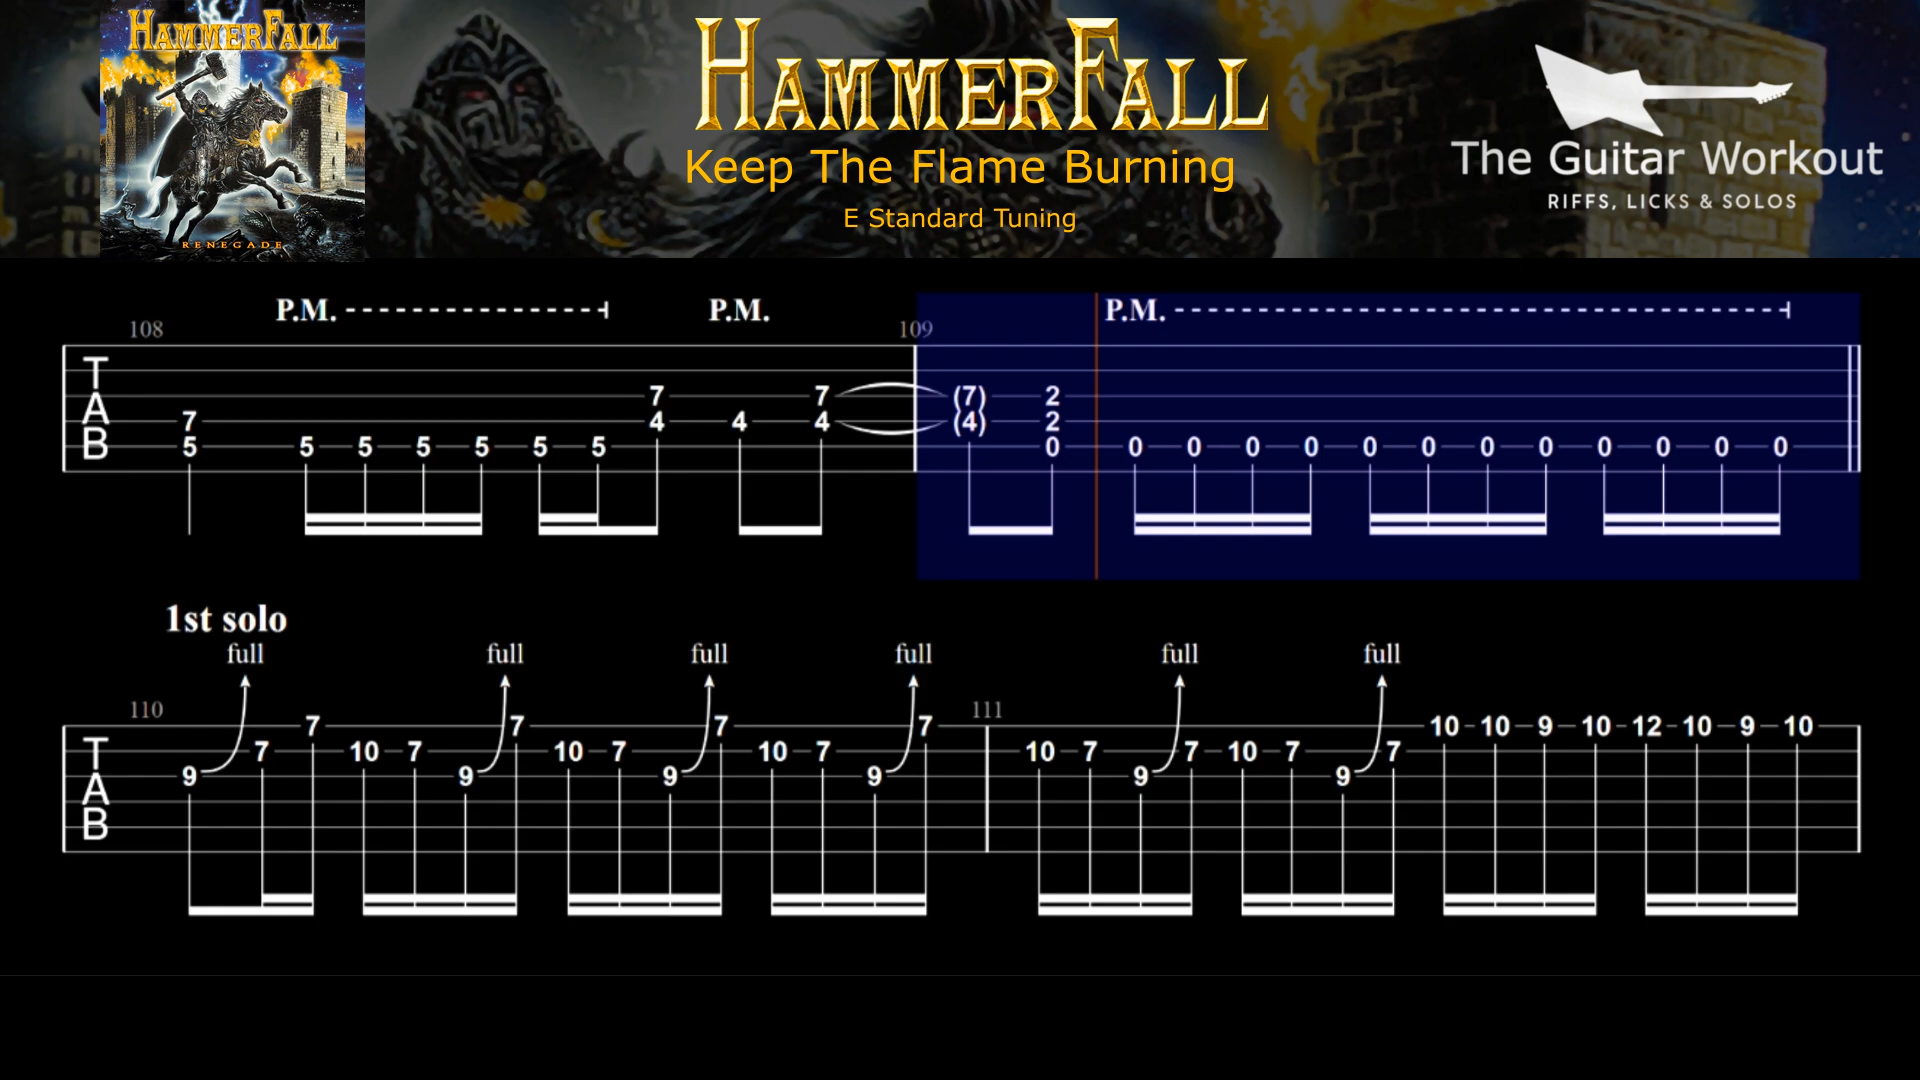 HAMMERFALL
RENEGADE
HAMMERFALL
Keep The Flame Burning
E Standard Tuning
The Guitar Workout
RIFFS, LICKS & SOLOS
P.M. P.M. P.M.
108 109
7 7 (7) 2
7 4 4 4 (4) 2
5 5 5 5 5 5 5 0 0 0 0 0 0 0 0 0 0 0 0 0
T
A
B
1st solo
full full full full full full
110 111
7 7 7 7 10 10 9 10 12 10 9 10
7 10 7 10 7 10 7 10 7 7 10 7 7
9 9 9 9 9 9
T
A
B